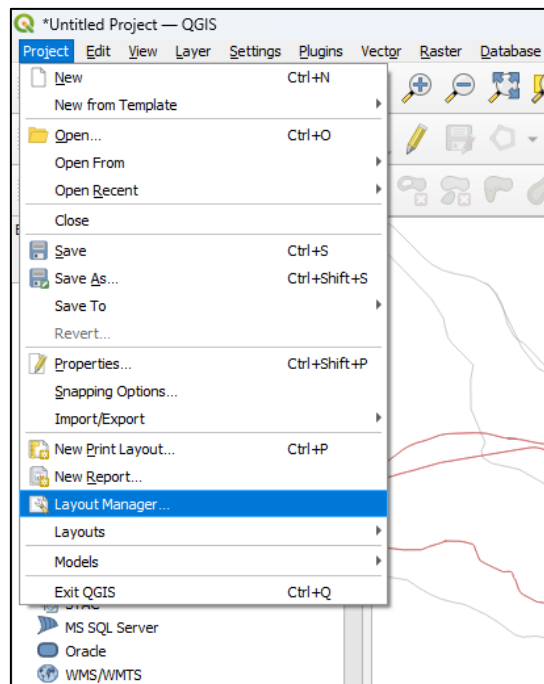 *Untitled Project — QGIS
Project Edit View Layer Settings Plugins Vector Raster Database
New Ctrl+N
New from Template
Open... Ctrl+O
Open From
Open Recent
Close
Save Ctrl+S
Save As... Ctrl+Shift+S
Save To
Revert...
Properties... Ctrl+Shift+P
Snapping Options...
Import/Export
New Print Layout... Ctrl+P
New Report...
Layout Manager...
Layouts
Models
Exit QGIS Ctrl+Q
STAC
MS SQL Server
Oracle
WMS/WMTS